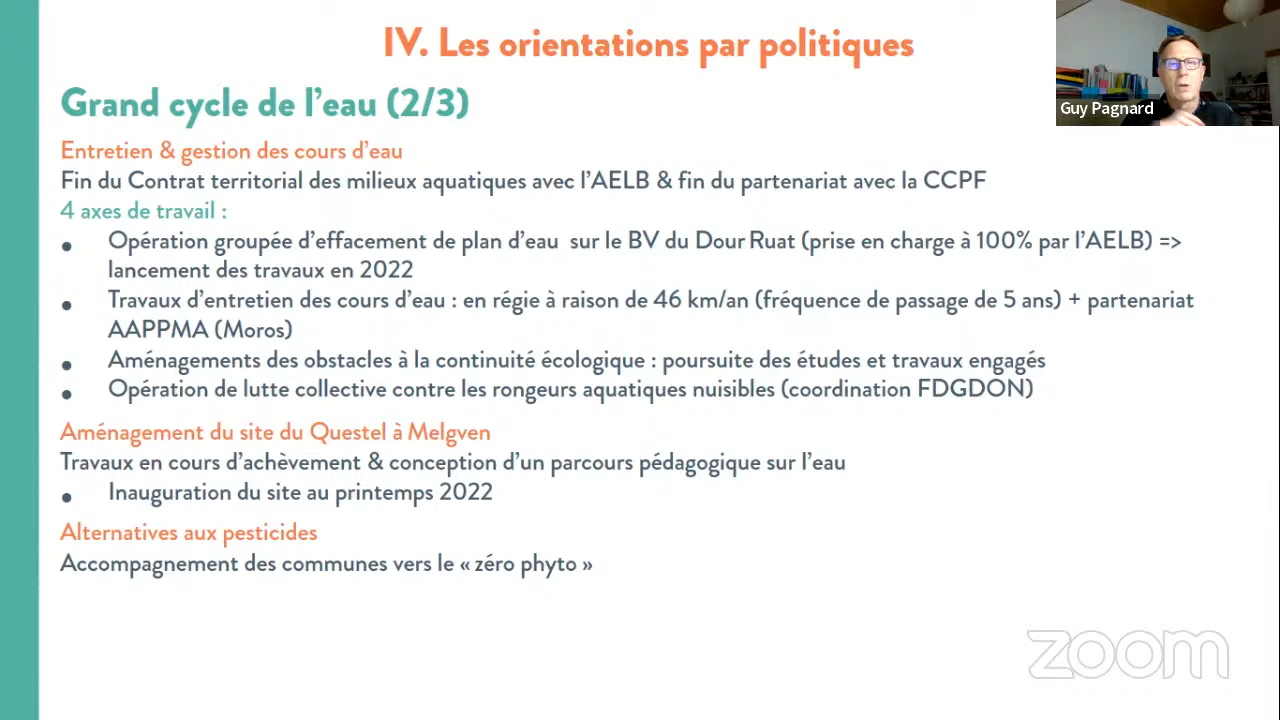 IV. Les orientations par politiques
Guy Pagnard
Grand cycle de l'eau (2/3)
Entretien & gestion des cours d'eau
Fin du Contrat territorial des milieux aquatiques avec l'AELB & fin du partenariat avec la CCPF
4 axes de travail :
• Opération groupée d'effacement de plan d'eau sur le BV du Dour Ruat (prise en charge à 100% par l'AELB) =>
lancement des travaux en 2022
• Travaux d'entretien des cours d'eau : en régie à raison de 46 km/an (fréquence de passage de 5 ans) + partenariat
AAPPMA (Moros)
• Aménagements des obstacles à la continuité écologique : poursuite des études et travaux engagés
• Opération de lutte collective contre les rongeurs aquatiques nuisibles (coordination FDGDON)
Aménagement du site du Questel à Melgven
Travaux en cours d'achèvement & conception d'un parcours pédagogique sur l'eau
• Inauguration du site au printemps 2022
Alternatives aux pesticides
Accompagnement des communes vers le « zéro phyto »
zoom